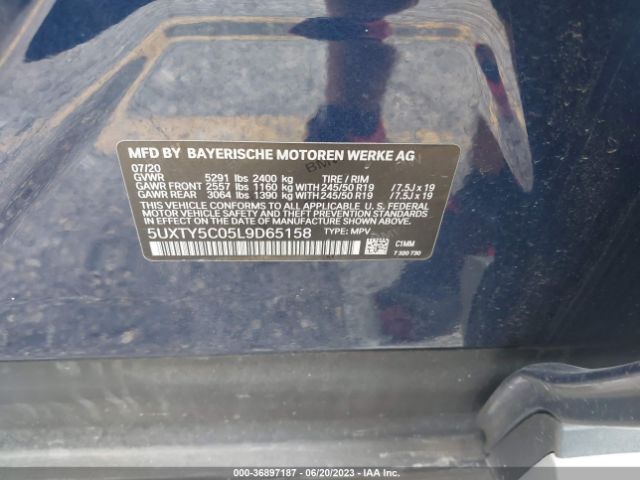 MFD BY BAYERISCHE MOTOREN WERKE AG
07/20
GVWR 5291 lbs 2400 kg TIRE / RIM
GAWR FRONT 2557 lbs 1160 kg WITH 245/50 R19 / 7.5J x 19
GAWR REAR 3064 lbs 1390 kg WITH 245/50 R19 / 7.5J x 19
THIS VEHICLE CONFORMS TO ALL APPLICABLE U. S. FEDERAL
MOTOR VEHICLE SAFETY, BUMPER, AND THEFT PREVENTION
STANDARDS IN EFFECT ON THE DATE OF MANUFACTURE
SHOWN ABOVE.
5UXTY5C05L9D65158 TYPE: MPV
C1MM
7 320 730
000-36897187 - 06/20/2023 - IAA Inc.